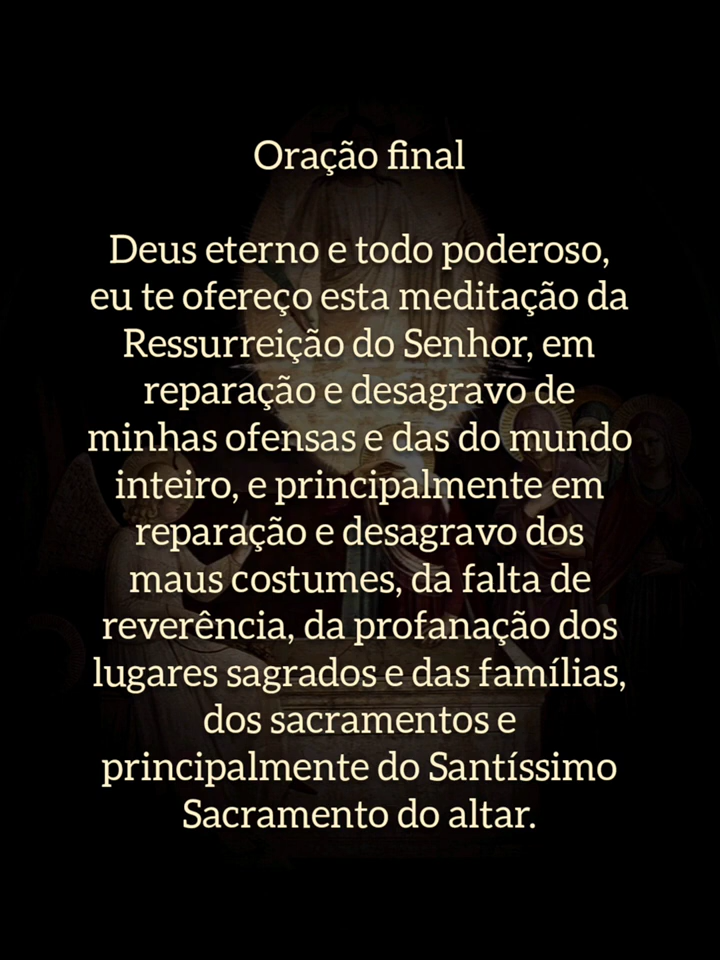 Oração final
Deus eterno e todo poderoso,
eu te ofereço esta meditação da
Ressurreição do Senhor, em
reparação e desagravo de
minhas ofensas e das do mundo
inteiro, e principalmente em
reparação e desagravo dos
maus costumes, da falta de
reverência, da profanação dos
lugares sagrados e das famílias,
dos sacramentos e
principalmente do Santíssimo
Sacramento do altar.